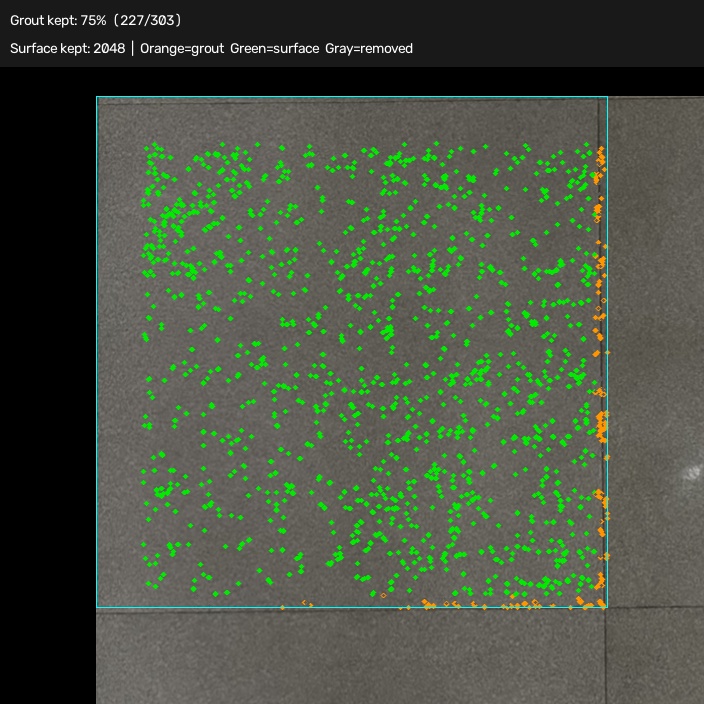 Grout kept: 75%  (227/303)
Surface kept: 2048  |  Orange=grout  Green=surface  Gray=removed